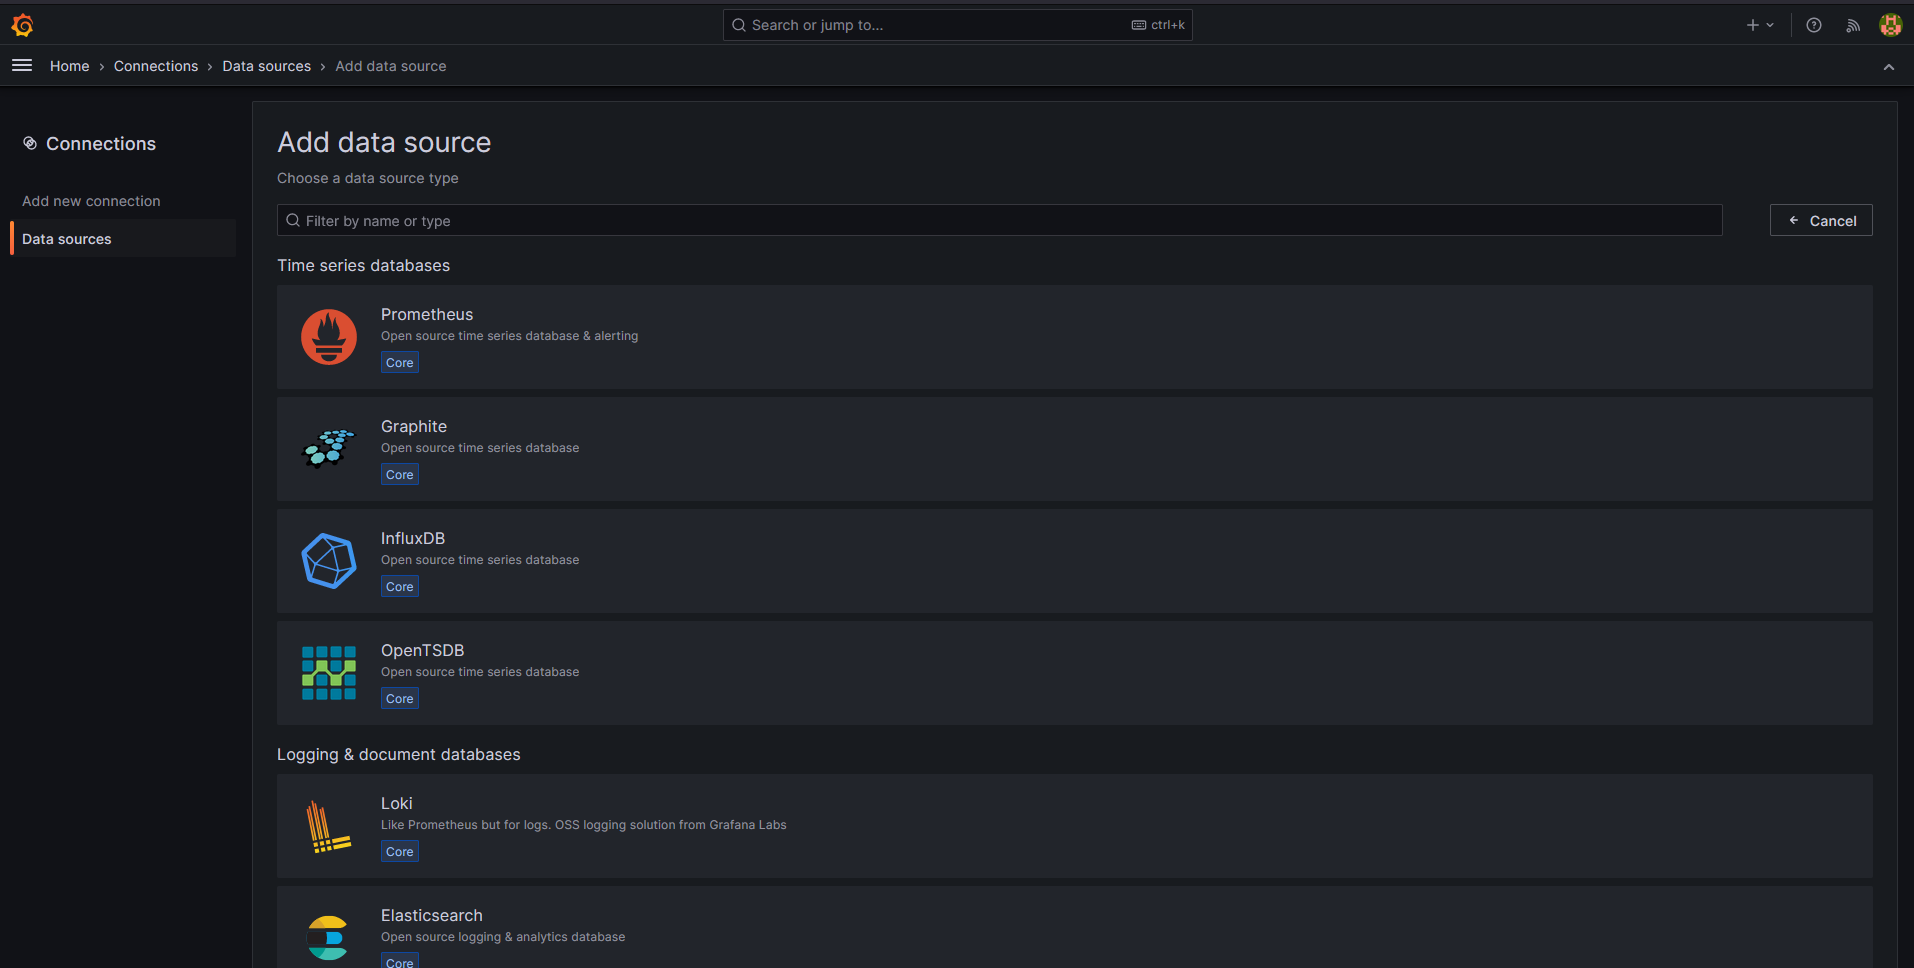 Search or jump to...
ctrl+k
Home › Connections › Data sources › Add data source
Connections
Add new connection
Data sources
Add data source
Choose a data source type
Filter by name or type
Cancel
Time series databases
Prometheus
Open source time series database & alerting
Core
Graphite
Open source time series database
Core
InfluxDB
Open source time series database
Core
OpenTSDB
Open source time series database
Core
Logging & document databases
Loki
Like Prometheus but for logs. OSS logging solution from Grafana Labs
Core
Elasticsearch
Open source logging & analytics database
Core